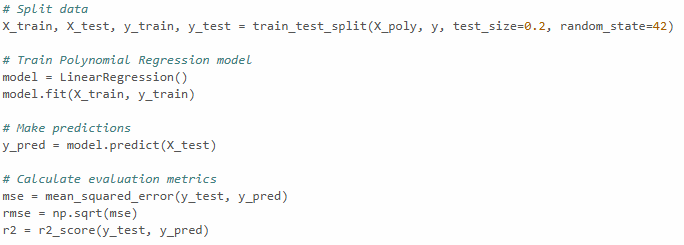 # Split data
X_train, X_test, y_train, y_test = train_test_split(X_poly, y, test_size=0.2, random_state=42)
# Train Polynomial Regression model
model = LinearRegression()
model.fit(X_train, y_train)
# Make predictions
y_pred = model.predict(X_test)
# Calculate evaluation metrics
mse = mean_squared_error(y_test, y_pred)
rmse = np.sqrt(mse)
r2 = r2_score(y_test, y_pred)